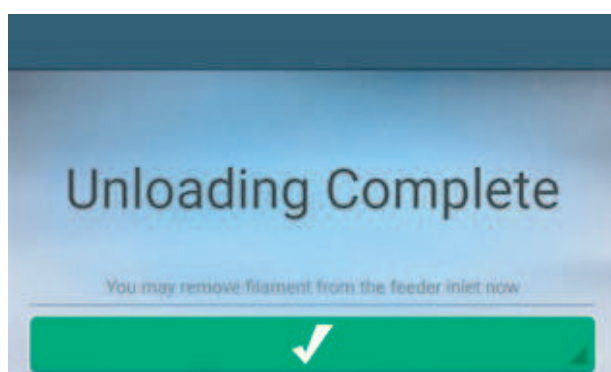 Unloading Complete
You may remove filament from the feeder inlet now